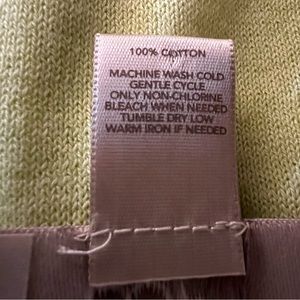 100% COTTON
MACHINE WASH COLD
GENTLE CYCLE
ONLY NON-CHLORINE
BLEACH WHEN NEEDED
TUMBLE DRY LOW
WARM IRON IF NEEDED